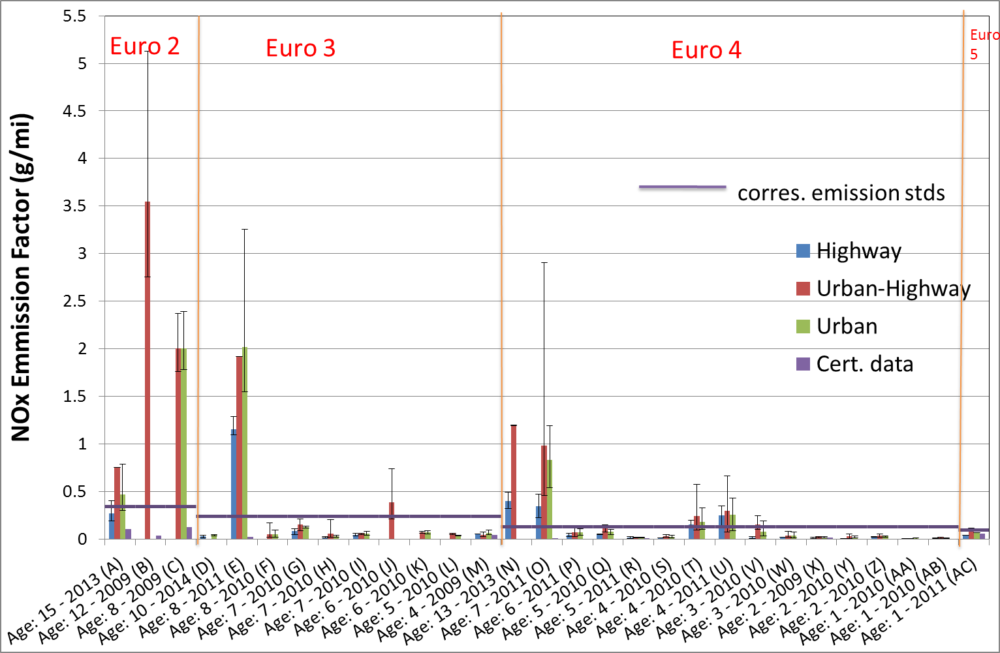 NOx Emmission Factor (g/mi)
5.5
5
4.5
4
3.5
3
2.5
2
1.5
1
0.5
0
Euro 2
Euro 3
Euro 4
Euro
5
corres. emission stds
Highway
Urban-Highway
Urban
Cert. data
Age: 15 - 2013 (A)
Age: 12 - 2009 (B)
Age: 8 - 2009 (C)
Age: 10 - 2014 (D)
Age: 8 - 2011 (E)
Age: 8 - 2010 (F)
Age: 7 - 2010 (G)
Age: 7 - 2010 (H)
Age: 7 - 2010 (I)
Age: 6 - 2010 (J)
Age: 6 - 2010 (K)
Age: 5 - 2010 (L)
Age: 4 - 2009 (M)
Age: 13 - 2013 (N)
Age: 7 - 2011 (O)
Age: 6 - 2011 (P)
Age: 5 - 2010 (Q)
Age: 5 - 2011 (R)
Age: 4 - 2010 (S)
Age: 4 - 2010 (T)
Age: 4 - 2011 (U)
Age: 3 - 2010 (V)
Age: 3 - 2010 (W)
Age: 2 - 2009 (X)
Age: 2 - 2010 (Y)
Age: 2 - 2010 (Z)
Age: 1 - 2010 (AA)
Age: 1 - 2010 (AB)
Age: 1 - 2011 (AC)